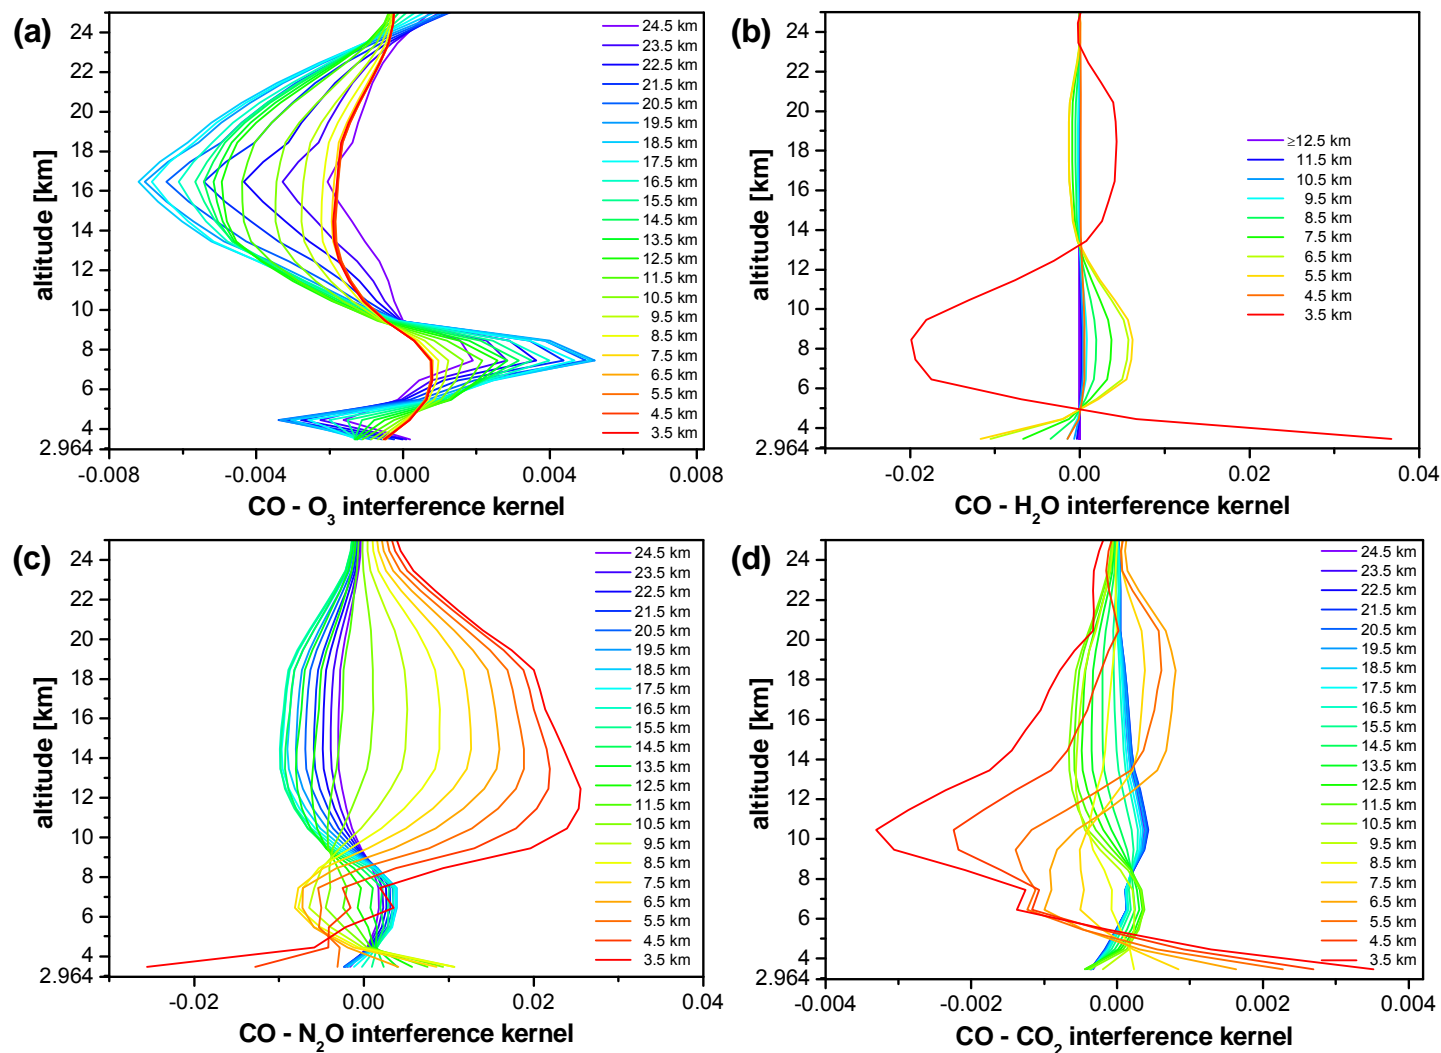 (a)
24
22
20
18
16
14
12
10
8
6
4
2.964
altitude [km]
-0.008
-0.004
0.000
0.004
0.008
CO - O₃ interference kernel
24.5 km
23.5 km
22.5 km
21.5 km
20.5 km
19.5 km
18.5 km
17.5 km
16.5 km
15.5 km
14.5 km
13.5 km
12.5 km
11.5 km
10.5 km
9.5 km
8.5 km
7.5 km
6.5 km
5.5 km
4.5 km
3.5 km
(b)
24
22
20
18
16
14
12
10
8
6
4
2.964
altitude [km]
-0.02
0.00
0.02
0.04
CO - H₂O interference kernel
≥12.5 km
11.5 km
10.5 km
9.5 km
8.5 km
7.5 km
6.5 km
5.5 km
4.5 km
3.5 km
(c)
24
22
20
18
16
14
12
10
8
6
4
2.964
altitude [km]
-0.02
0.00
0.02
0.04
CO - N₂O interference kernel
24.5 km
23.5 km
22.5 km
21.5 km
20.5 km
19.5 km
18.5 km
17.5 km
16.5 km
15.5 km
14.5 km
13.5 km
12.5 km
11.5 km
10.5 km
9.5 km
8.5 km
7.5 km
6.5 km
5.5 km
4.5 km
3.5 km
(d)
24
22
20
18
16
14
12
10
8
6
4
2.964
altitude [km]
-0.004
-0.002
0.000
0.002
0.004
CO - CO₂ interference kernel
24.5 km
23.5 km
22.5 km
21.5 km
20.5 km
19.5 km
18.5 km
17.5 km
16.5 km
15.5 km
14.5 km
13.5 km
12.5 km
11.5 km
10.5 km
9.5 km
8.5 km
7.5 km
6.5 km
5.5 km
4.5 km
3.5 km